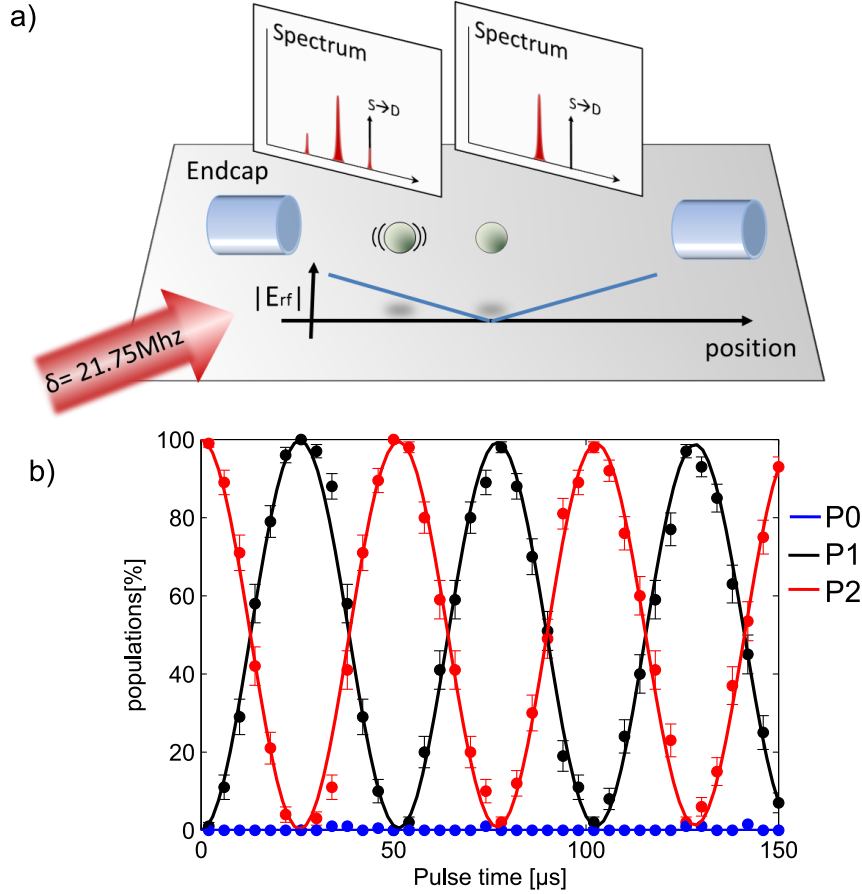 a)
Spectrum
S→D
Spectrum
S→D
Endcap
|Erf|
position
δ= 21.75Mhz
b)
100
80
60
40
20
0
populations[%]
0
50
100
150
Pulse time [µs]
P0
P1
P2